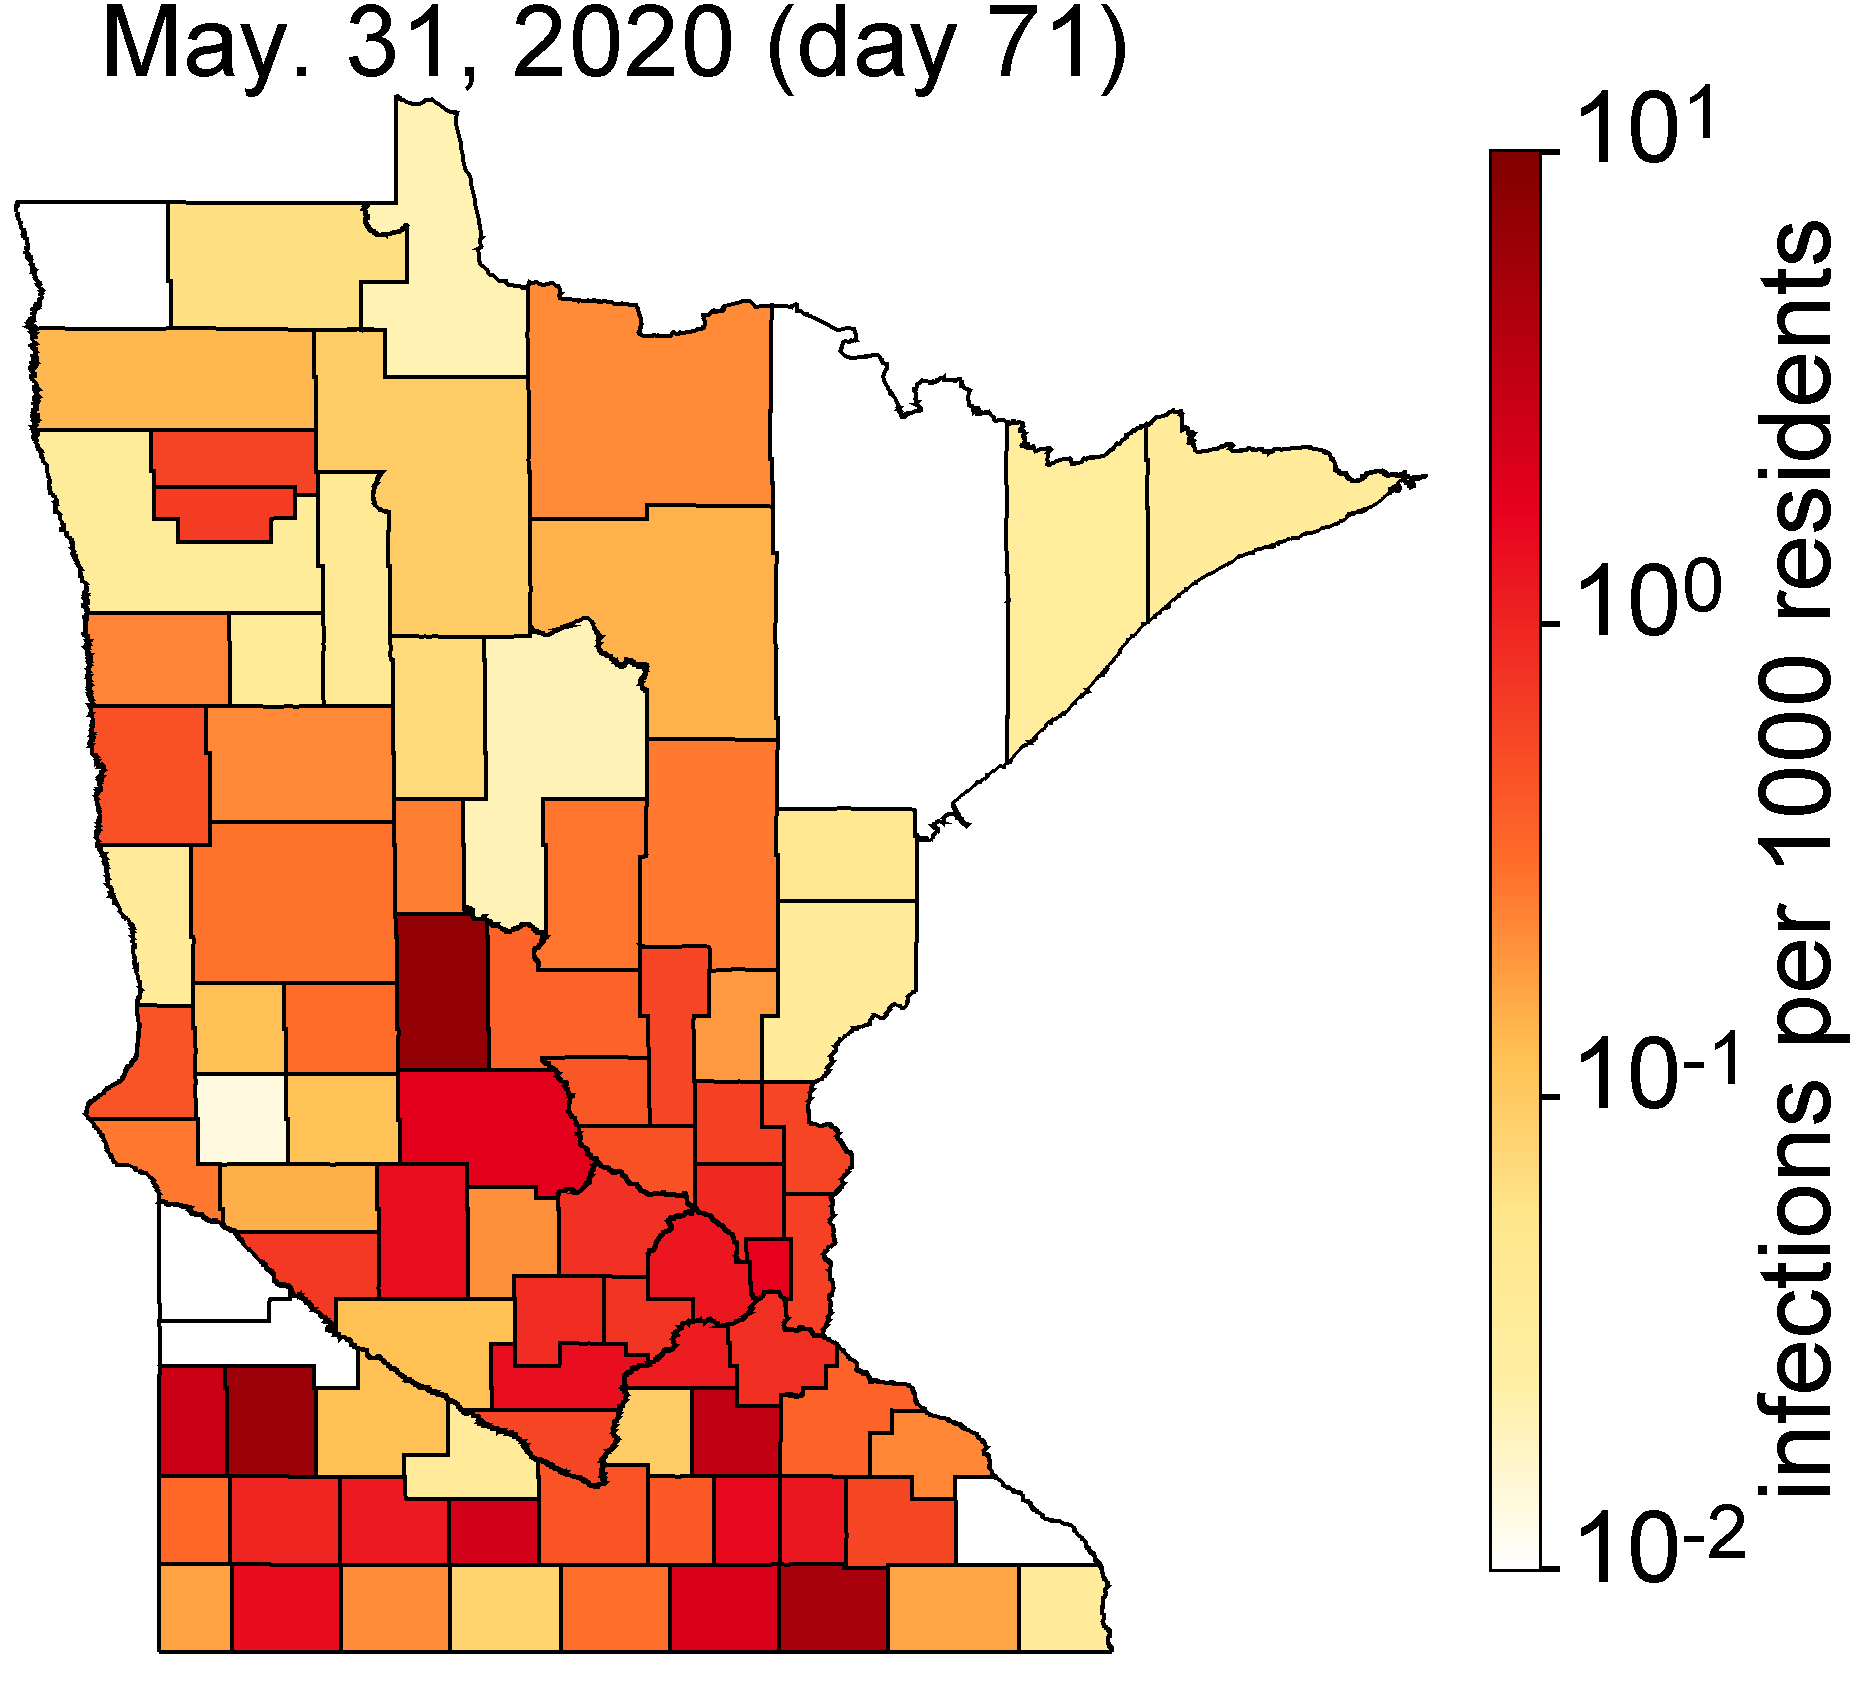 May. 31, 2020 (day 71)
10¹
10⁰
10⁻¹
10⁻²
infections per 1000 residents